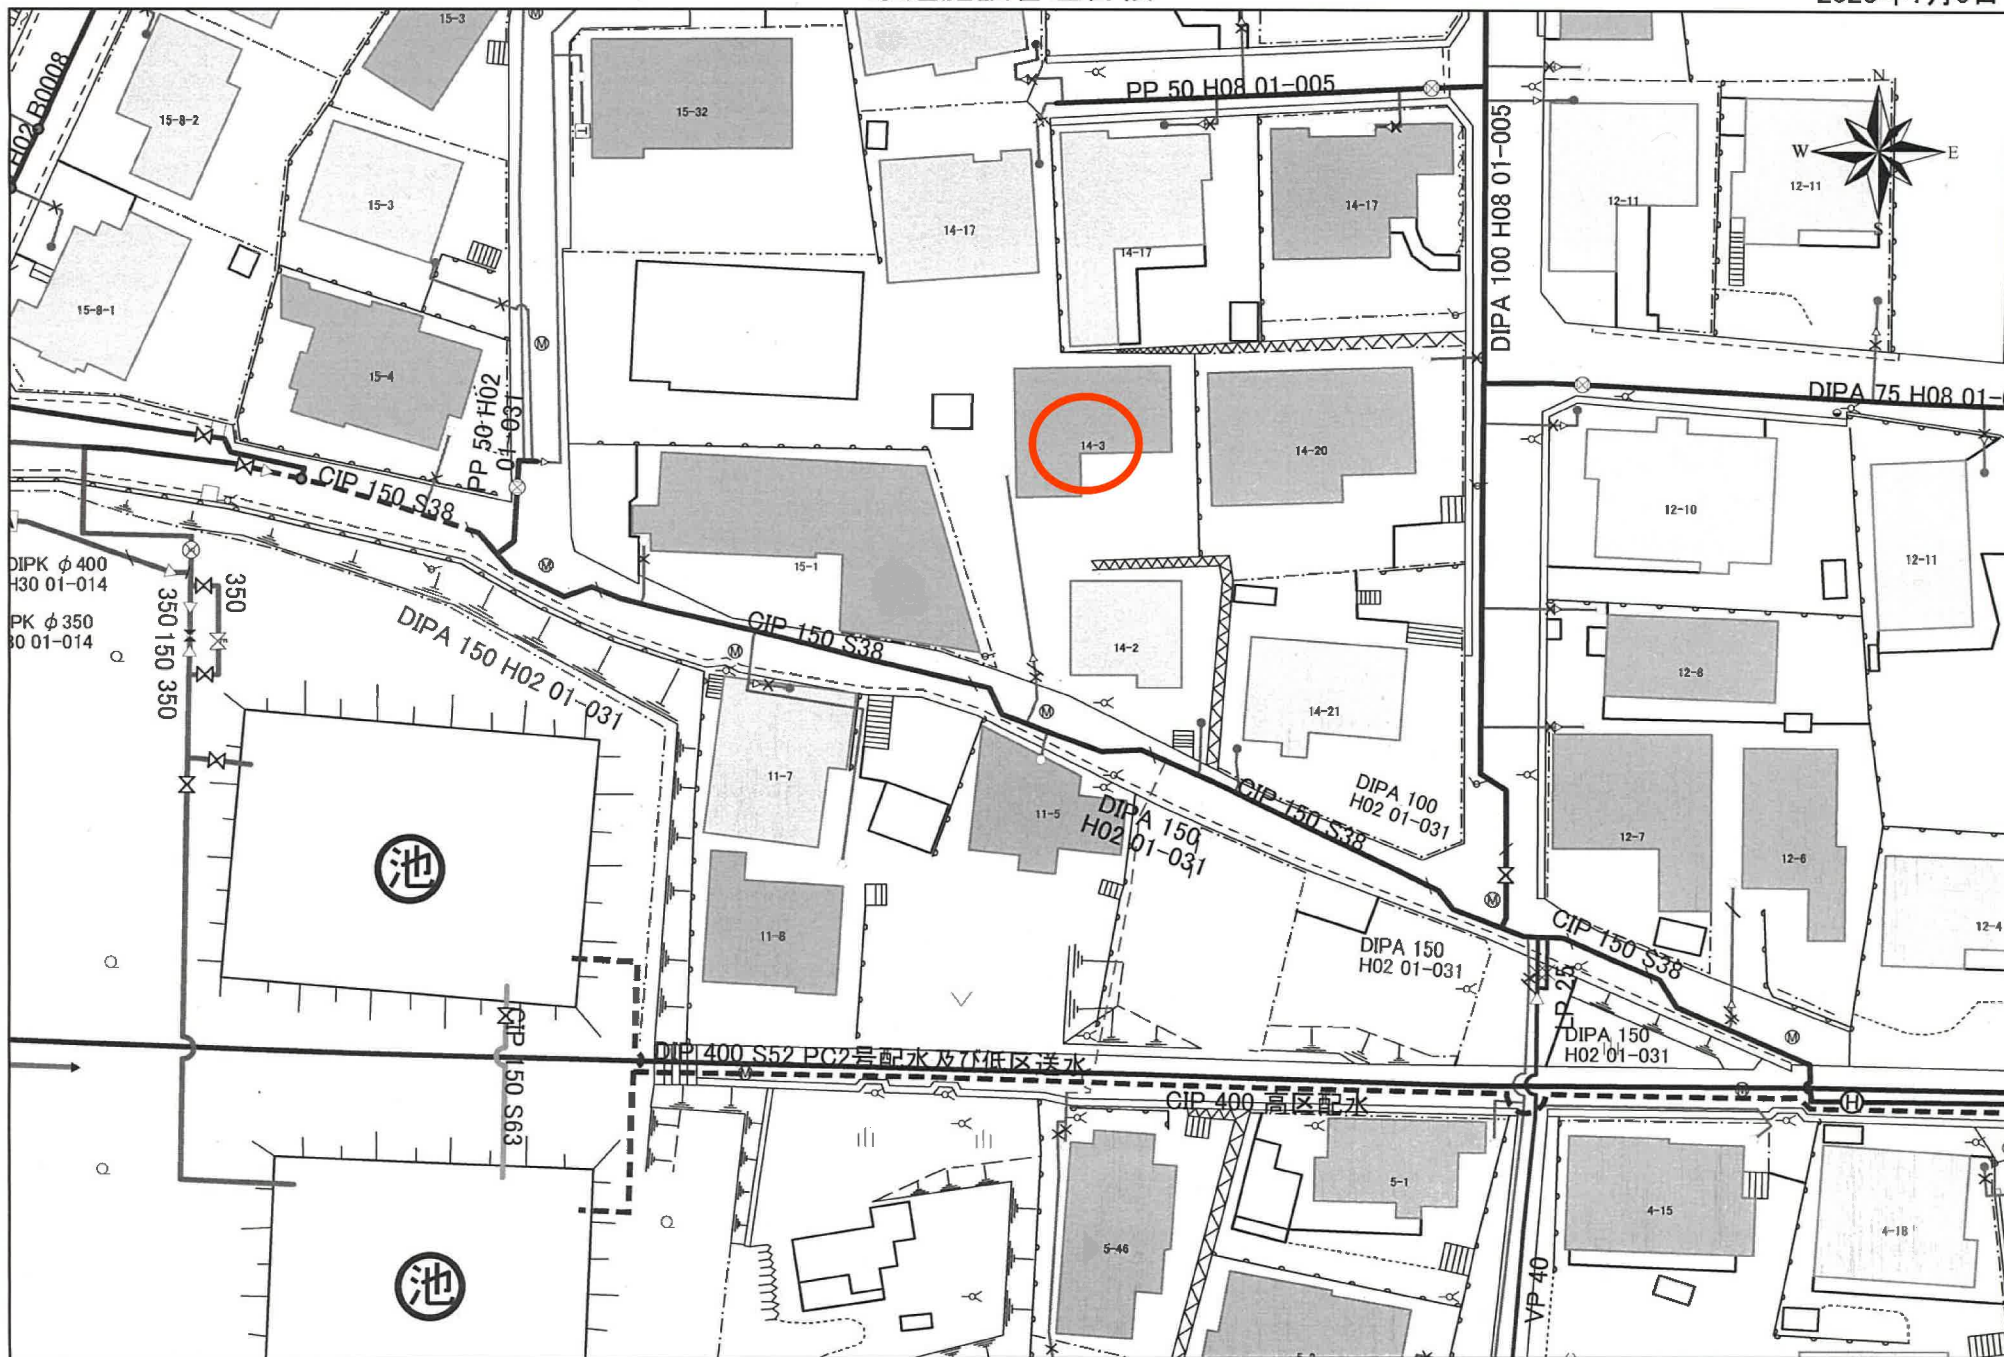 15-3
PP 50 H08 01-005
N
W
E
S
H02 B0008
15-8-2
15-32
DIPA 100 H08 01-005
12-11
12-11
15-3
14-17
14-17
14-17
15-8-1
15-4
PP 50 H02
01-031
DIPA 75 H08 01-
14-3
14-20
CIP 150 S38
12-10
12-11
DIPK φ400
H30 01-014
15-1
350
350 150 350
PK φ350
30 01-014
DIPA 150 H02 01-031
CIP 150 S38
14-2
12-8
14-21
11-7
11-5
DIPA 150
H02 01-031
CIP 150 S38
DIPA 100
H02 01-031
12-7
12-6
池
11-8
DIPA 150
H02 01-031
CIP 150 S38
12-4
CIP 150 S63
DIP 400 S52 PC2号配水及び低区送水
DIPA 150
H02 01-031
CIP 400 高区配水
H
5-1
5-46
4-15
4-18
池
VP 40